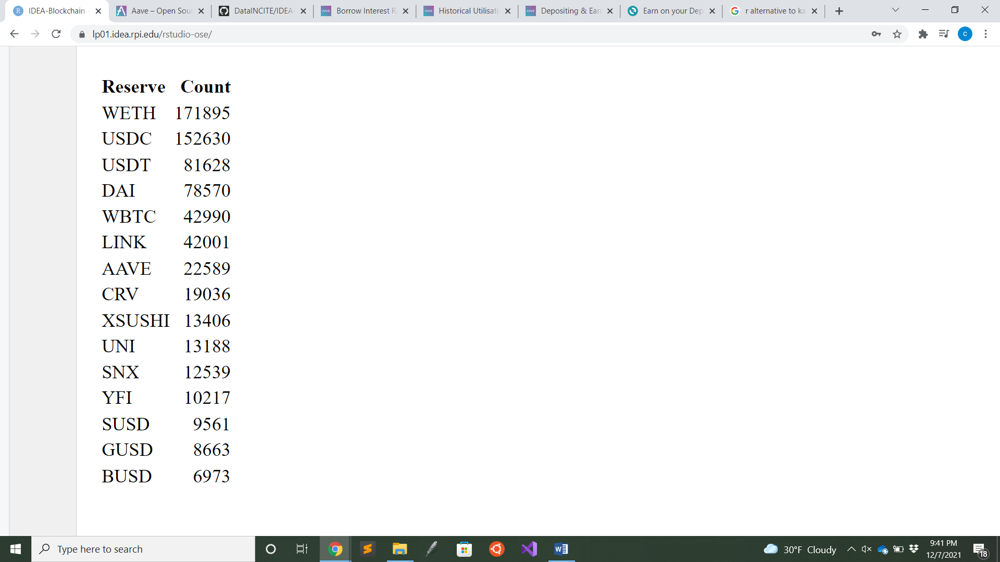 IDEA-Blockchain
Aave – Open Sou
DataINCITE/IDEA-
Borrow Interest R
Historical Utilisati
Depositing & Earn
Earn on your Dep
r alternative to ka
lp01.idea.rpi.edu/rstudio-ose/
c
Reserve Count
WETH 171895
USDC 152630
USDT 81628
DAI 78570
WBTC 42990
LINK 42001
AAVE 22589
CRV 19036
XSUSHI 13406
UNI 13188
SNX 12539
YFI 10217
SUSD 9561
GUSD 8663
BUSD 6973
Type here to search
30°F Cloudy
9:41 PM
12/7/2021
18